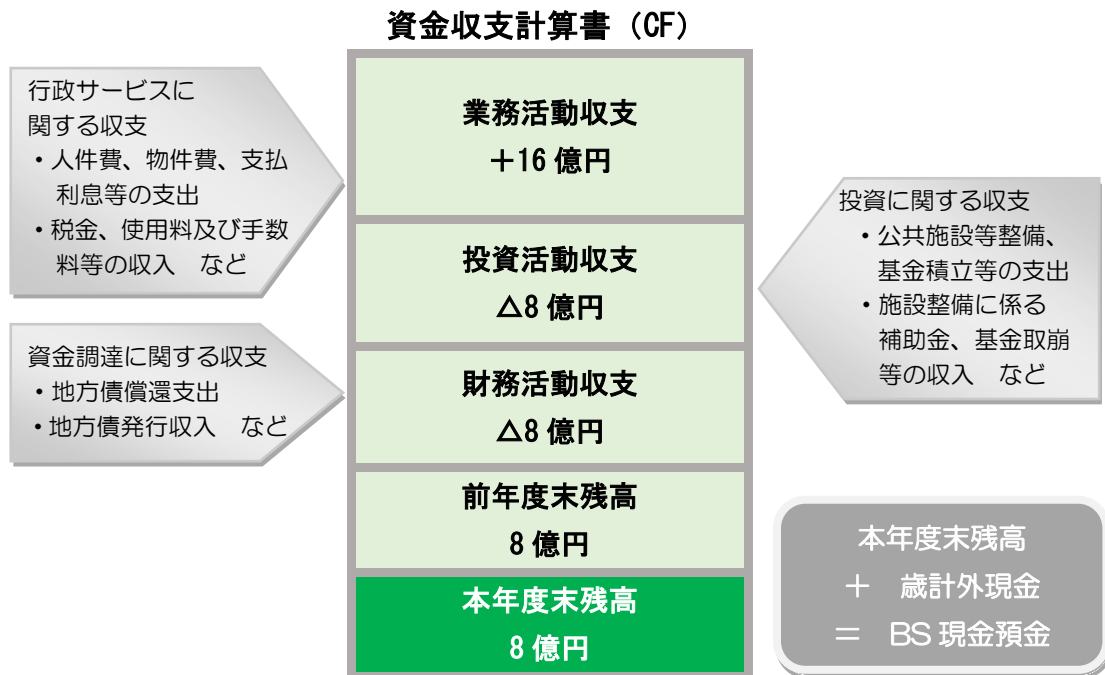 資金収支計算書（CF）
行政サービスに
関する収支
・人件費、物件費、支払
利息等の支出
・税金、使用料及び手数
料等の収入　など
資金調達に関する収支
・地方債償還支出
・地方債発行収入　など
業務活動収支
＋16 億円
投資活動収支
△8 億円
財務活動収支
△8 億円
前年度末残高
8 億円
本年度末残高
8 億円
投資に関する収支
・公共施設等整備、
基金積立等の支出
・施設整備に係る
補助金、基金取崩
等の収入　など
本年度末残高
＋　歳計外現金
＝　BS 現金預金